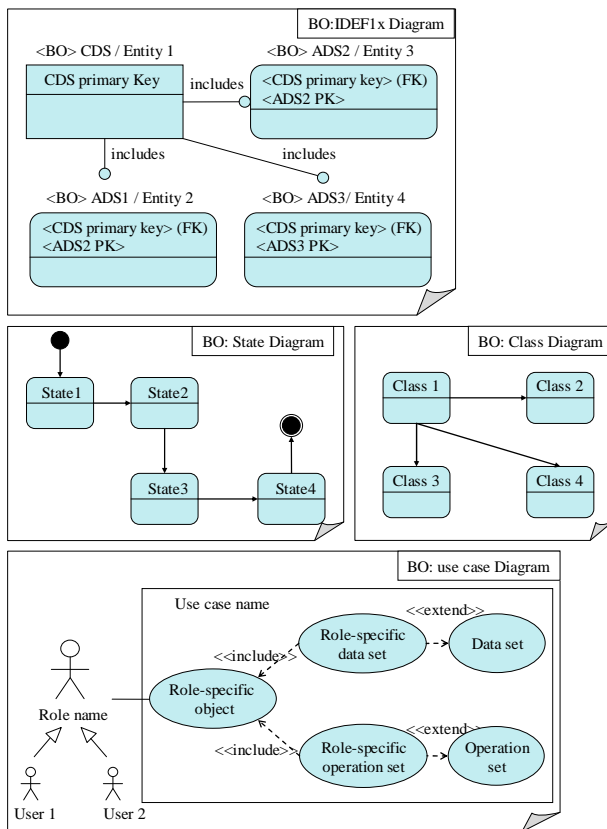 BO:IDEF1x Diagram
<BO> CDS / Entity 1
<BO> ADS2 / Entity 3
CDS primary Key
includes
<CDS primary key> (FK)
<ADS2 PK>
includes
includes
<BO> ADS1 / Entity 2
<BO> ADS3/ Entity 4
<CDS primary key> (FK)
<ADS2 PK>
<CDS primary key> (FK)
<ADS3 PK>
BO: State Diagram
State1
State2
State3
State4
BO: Class Diagram
Class 1
Class 2
Class 3
Class 4
BO: use case Diagram
Use case name
<<extend>>
Role-specific
data set
Data set
<<include>>
Role-specific
object
Role name
<<include>>
<<extend>>
Role-specific
operation set
Operation
set
User 1
User 2